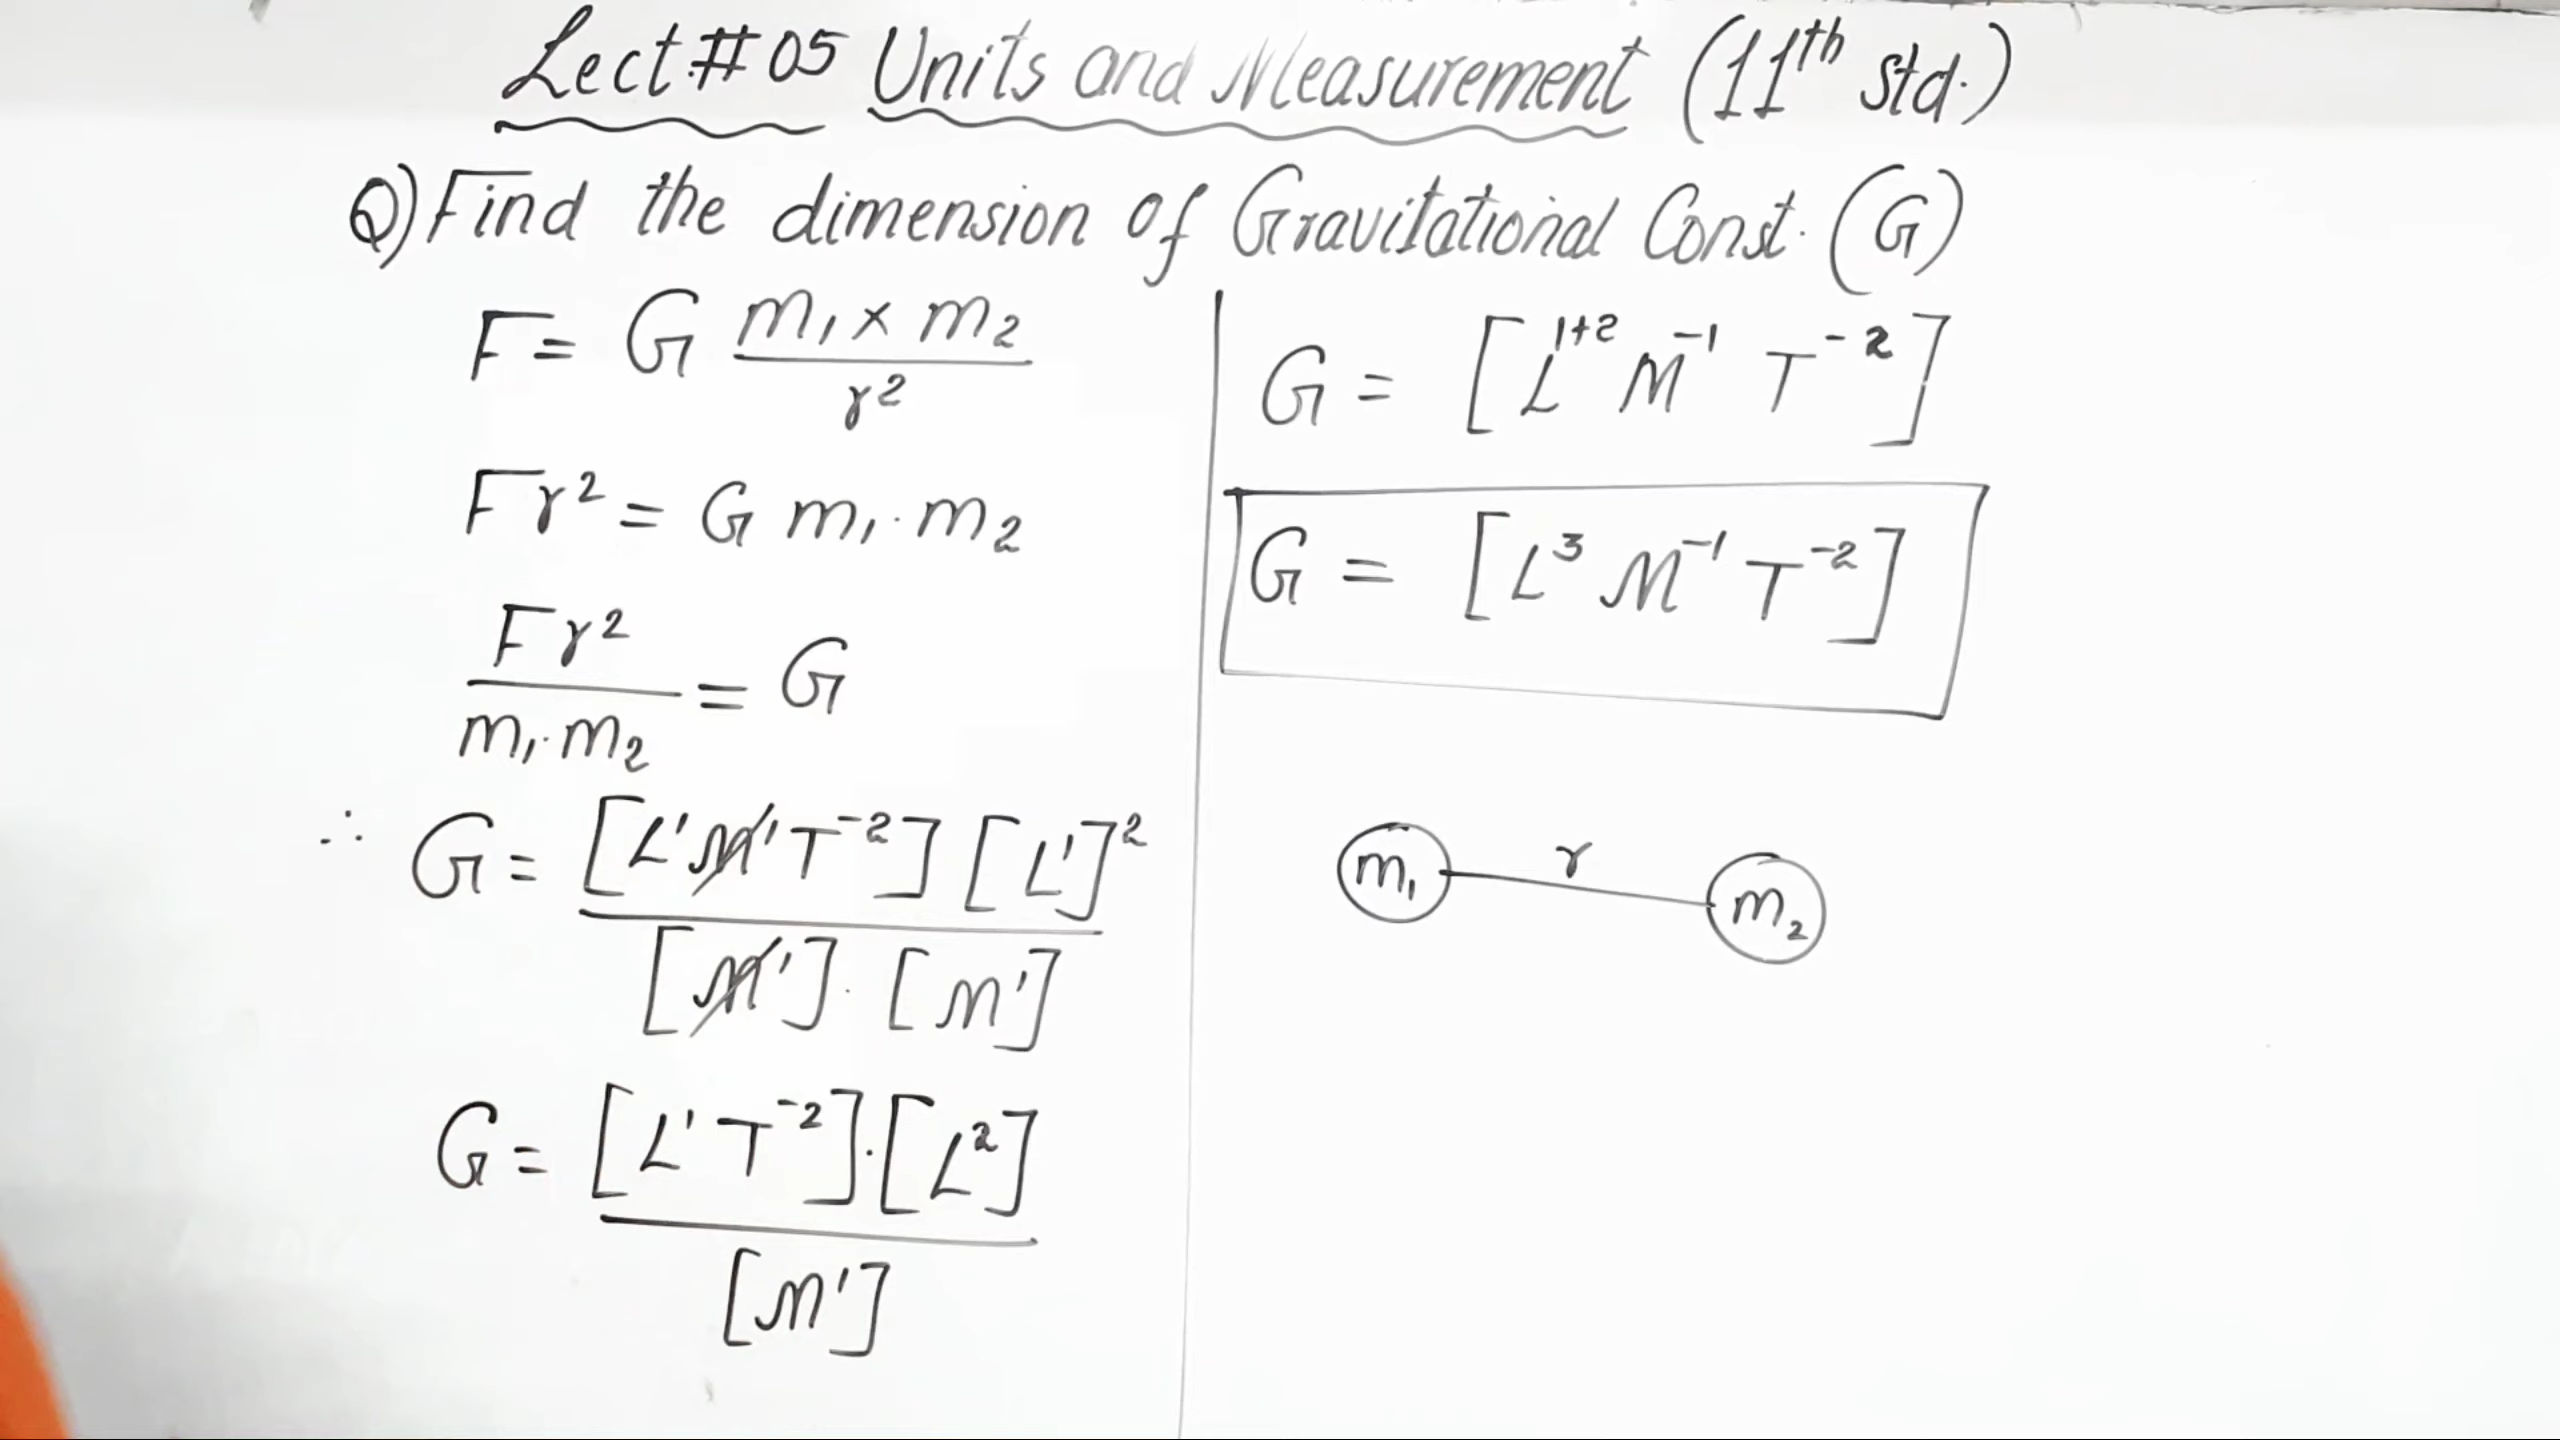 Lect.# 05 Units and Measurement (11th std.)
Q) Find the dimension of Gravitational Const. (G)
F = G m₁ × m₂ / r²
Fr² = G m₁ . m₂
Fr² / m₁ . m₂ = G
∴ G = [L¹ M¹ T⁻²] [L¹]² / [M¹] . [M¹]
G = [L¹ T⁻²] . [L²] / [M¹]
G = [L¹⁺² M⁻¹ T⁻²]
G = [L³ M⁻¹ T⁻²]
m₁ r m₂